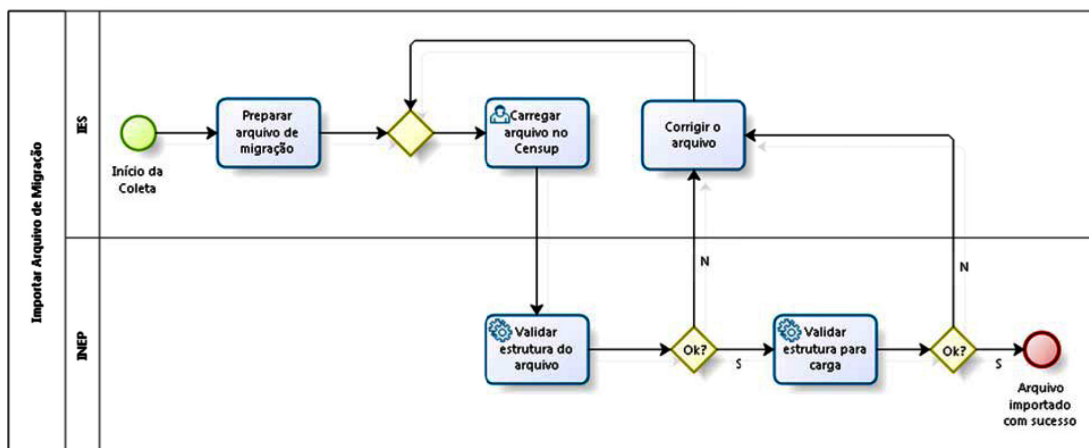 Importar Arquivo de Migração
IES
Início da
Coleta
Preparar
arquivo de
migração
Carregar
arquivo no
Censup
Corrigir o
arquivo
INEP
Validar
estrutura do
arquivo
Ok?
N
S
Validar
estrutura para
carga
Ok?
N
S
Arquivo
importado
com sucesso